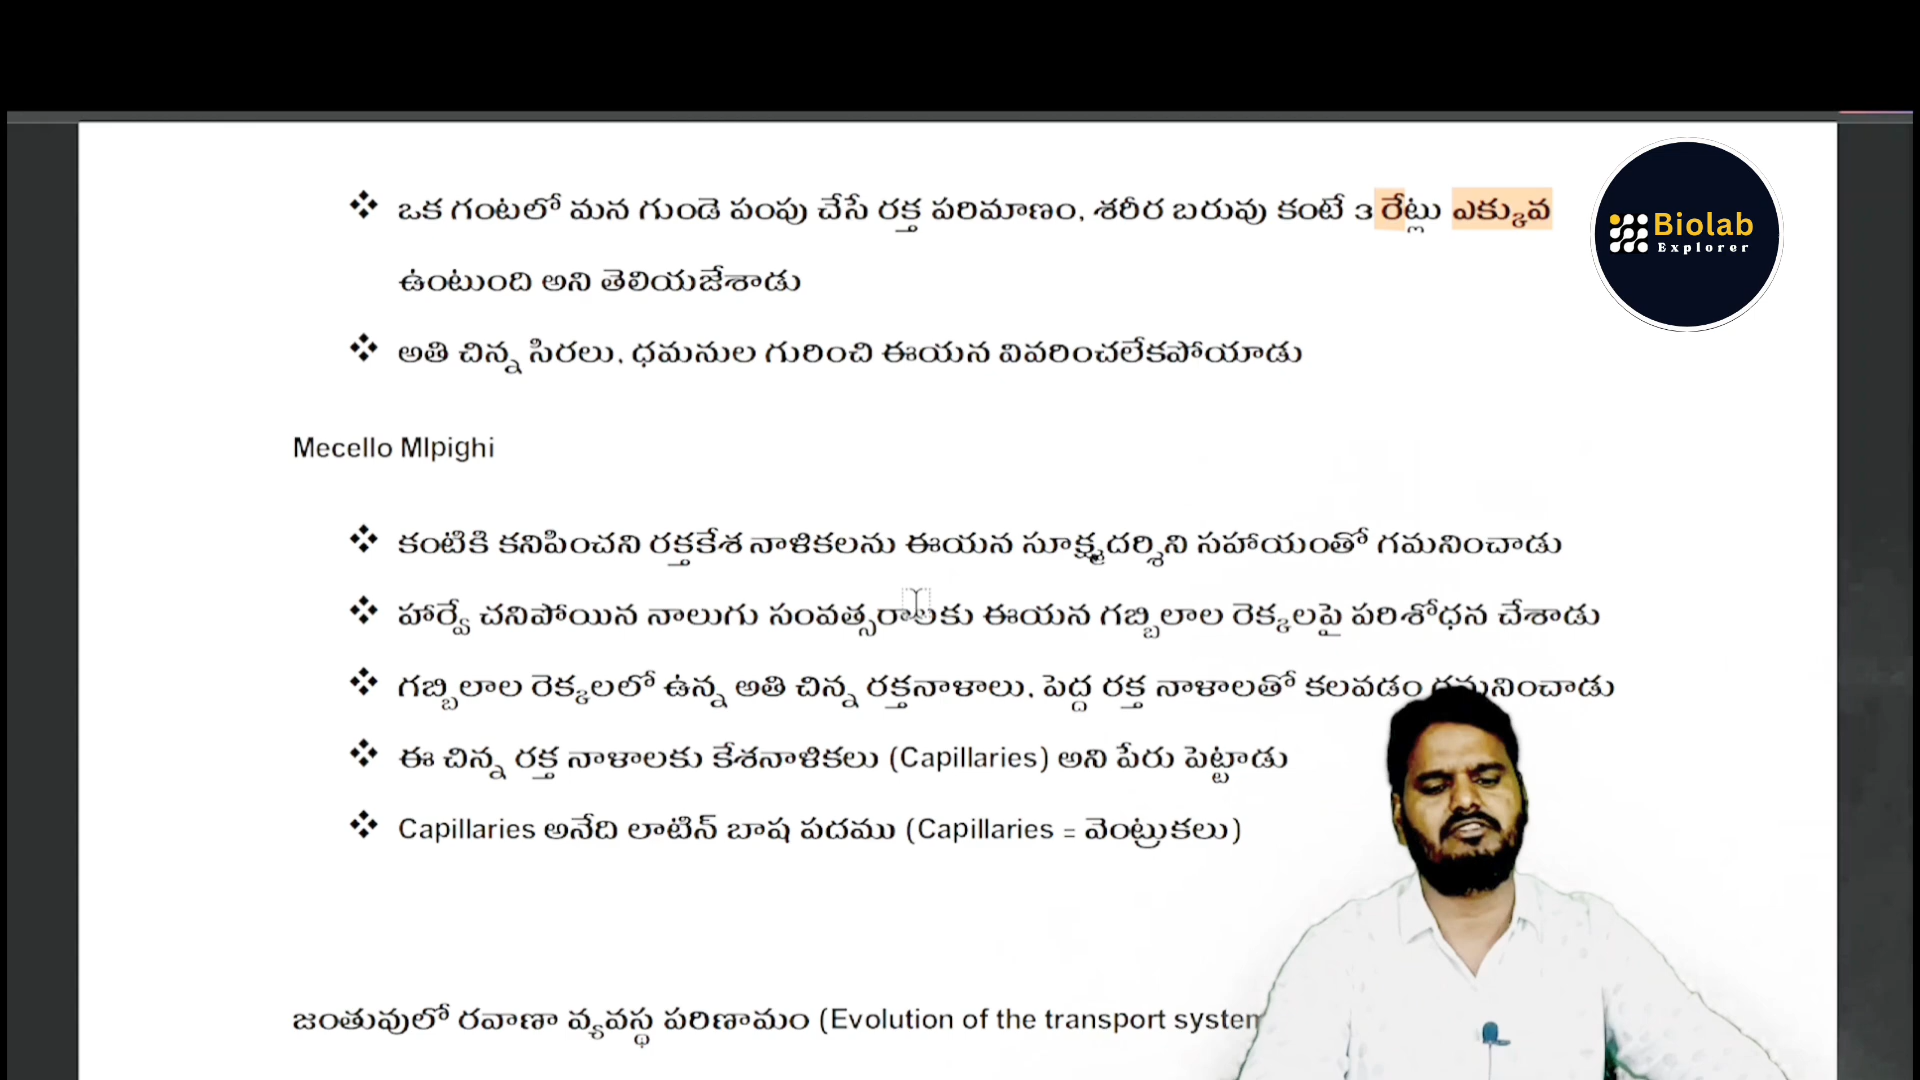 ❖ ఒక గంటలో మన గుండె పంపు చేసే రక్త పరిమాణం, శరీర బరువు కంటే 3 రేట్లు ఎక్కువ
ఉంటుంది అని తెలియజేశాడు
❖ అతి చిన్న సిరలు, ధమనుల గురించి ఈయన వివరించలేకపోయాడు
Biolab
Explorer
Mecello Mlpighi
❖ కంటికి కనిపించని రక్తకేశ నాళికలను ఈయన సూక్ష్మదర్శిని సహాయంతో గమనించాడు
❖ హార్వే చనిపోయిన నాలుగు సంవత్సరాలకు ఈయన గబ్బిలాల రెక్కలపై పరిశోధన చేశాడు
❖ గబ్బిలాల రెక్కలలో ఉన్న అతి చిన్న రక్తనాళాలు, పెద్ద రక్త నాళాలతో కలవడం గమనించాడు
❖ ఈ చిన్న రక్త నాళాలకు కేశనాళికలు (Capillaries) అని పేరు పెట్టాడు
❖ Capillaries అనేది లాటిన్ బాష పదము (Capillaries = వెంట్రుకలు)
జంతువులో రవాణా వ్యవస్థ పరిణామం (Evolution of the transport system